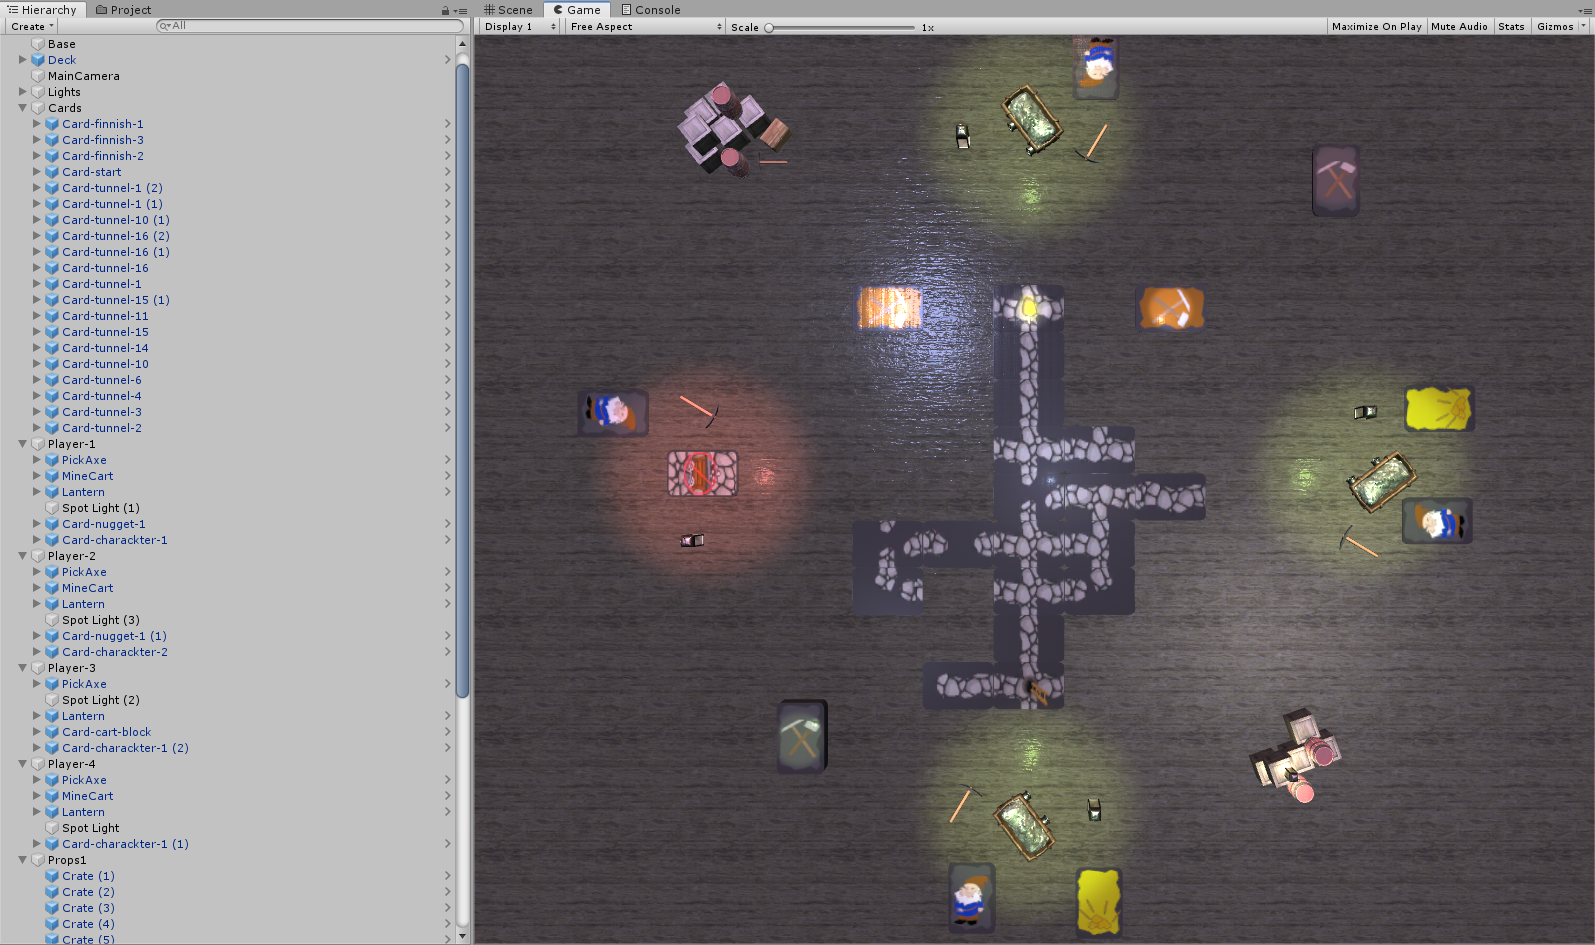 Hierarchy Project
Create All
Base
Deck
MainCamera
Lights
Cards
Card-finnish-1
Card-finnish-3
Card-finnish-2
Card-start
Card-tunnel-1 (2)
Card-tunnel-1 (1)
Card-tunnel-10 (1)
Card-tunnel-16 (2)
Card-tunnel-16 (1)
Card-tunnel-16
Card-tunnel-1
Card-tunnel-15 (1)
Card-tunnel-11
Card-tunnel-15
Card-tunnel-14
Card-tunnel-10
Card-tunnel-6
Card-tunnel-4
Card-tunnel-3
Card-tunnel-2
Player-1
PickAxe
MineCart
Lantern
Spot Light (1)
Card-nugget-1
Card-charackter-1
Player-2
PickAxe
MineCart
Lantern
Spot Light (3)
Card-nugget-1 (1)
Card-charackter-2
Player-3
PickAxe
Spot Light (2)
Lantern
Card-cart-block
Card-charackter-1 (2)
Player-4
PickAxe
MineCart
Lantern
Spot Light
Card-charackter-1 (1)
Props1
Crate (1)
Crate (2)
Crate (3)
Crate (4)
Crate (5)
Scene Game Console
Display 1 Free Aspect Scale 1x Maximize On Play Mute Audio Stats Gizmos